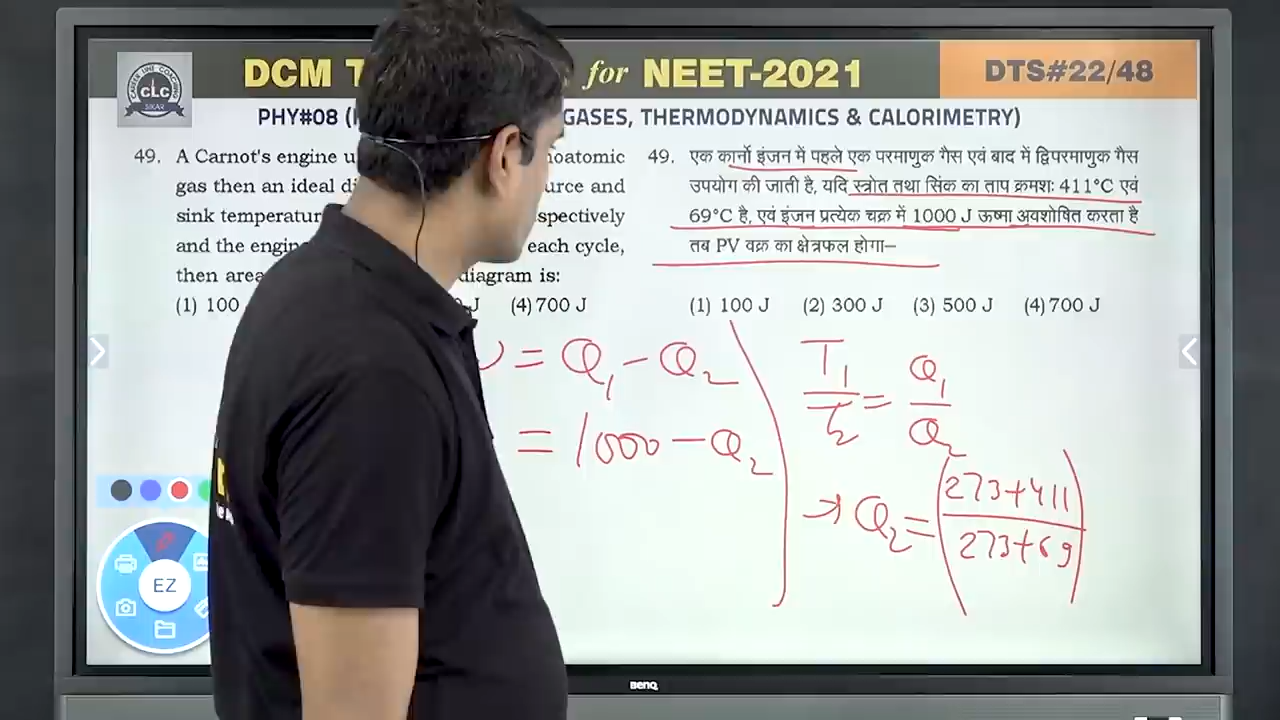 DCM T for NEET-2021
DTS#22/48
CAREER LINE COACHING
CLC
SIKAR
PHY#08 ( GASES, THERMODYNAMICS & CALORIMETRY)
49. A Carnot's engine u noatomic
gas then an ideal di urce and
sink temperatur spectively
and the engin each cycle,
then area diagram is:
(1) 100 J (4) 700 J
49. एक कार्नो इंजन में पहले एक परमाणुक गैस एवं बाद में द्विपरमाणुक गैस
उपयोग की जाती है, यदि स्त्रोत तथा सिंक का ताप क्रमशः 411°C एवं
69°C है, एवं इंजन प्रत्येक चक्र में 1000 J ऊष्मा अवशोषित करता है
तब PV वक्र का क्षेत्रफल होगा–
(1) 100 J (2) 300 J (3) 500 J (4) 700 J
= Q1 − Q2
= 1000 − Q2
T1/T2 = Q1/Q2
→ Q2 = (273+411 / 273+69)
EZ
BENQ